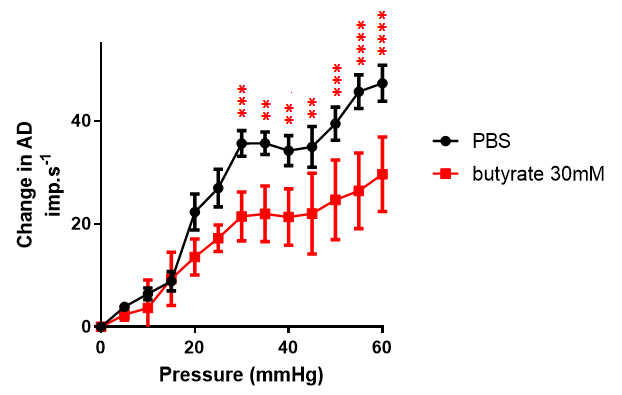 *** ** ** ** *** **** ****
Change in AD
imp.s-1
40
20
0
0 20 40 60
Pressure (mmHg)
PBS
butyrate 30mM